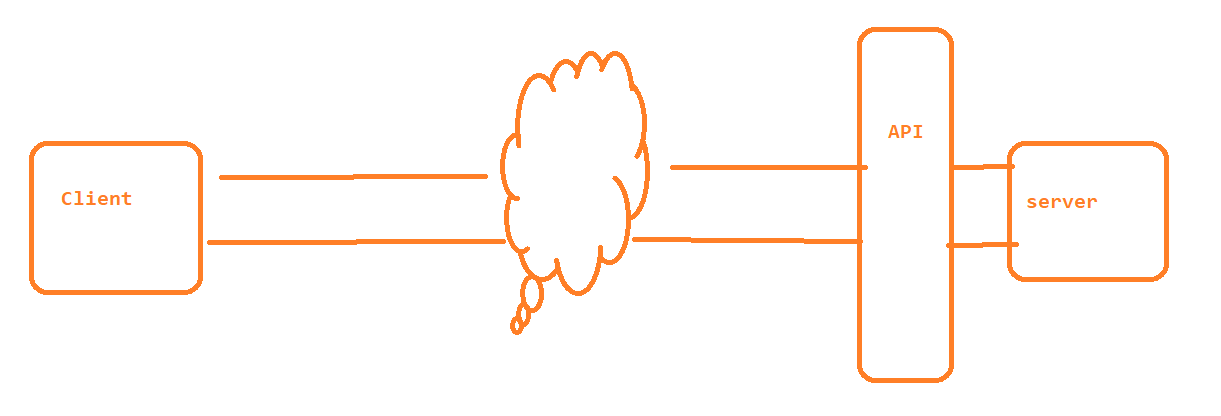 Client
API
server